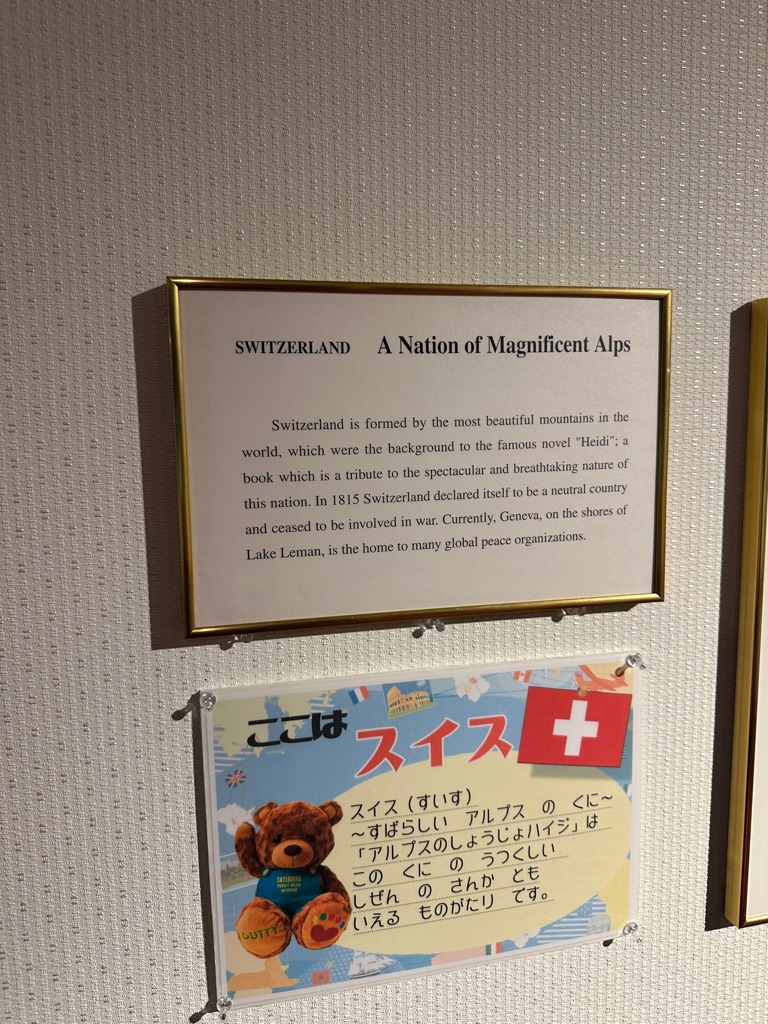 SWITZERLAND A Nation of Magnificent Alps
Switzerland is formed by the most beautiful mountains in the
world, which were the background to the famous novel "Heidi"; a
book which is a tribute to the spectacular and breathtaking nature of
this nation. In 1815 Switzerland declared itself to be a neutral country
and ceased to be involved in war. Currently, Geneva, on the shores of
Lake Leman, is the home to many global peace organizations.
ここは スイス
スイス (すいす)
~すばらしい アルプス の くに~
「アルプスのしょうじょハイジ」は
この くに の うつくしい
しぜん の さんか とも
いえる ものがたり です。
GUTTY